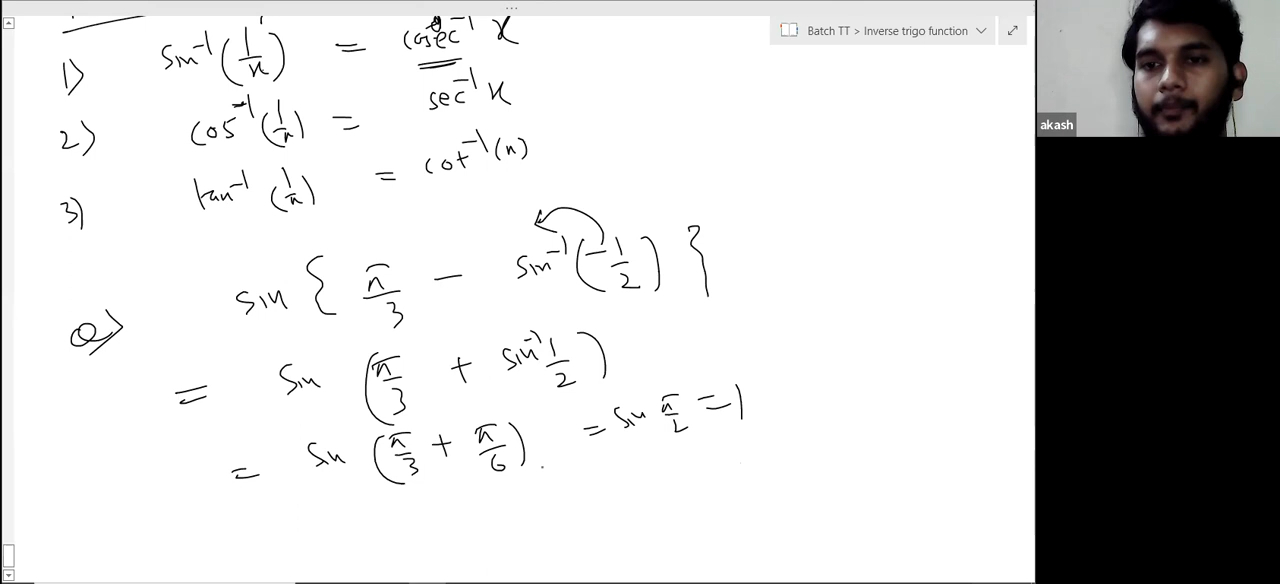 Batch TT > Inverse trigo function
akash
1) sin⁻¹(1/x) = cosec⁻¹ x
2) cos⁻¹(1/x) = sec⁻¹ x
3) tan⁻¹(1/x) = cot⁻¹(x)
Q) sin { π/3 − sin⁻¹(−1/2) }
= sin (π/3 + sin⁻¹ 1/2)
= sin (π/3 + π/6) . = sin π/2 = 1